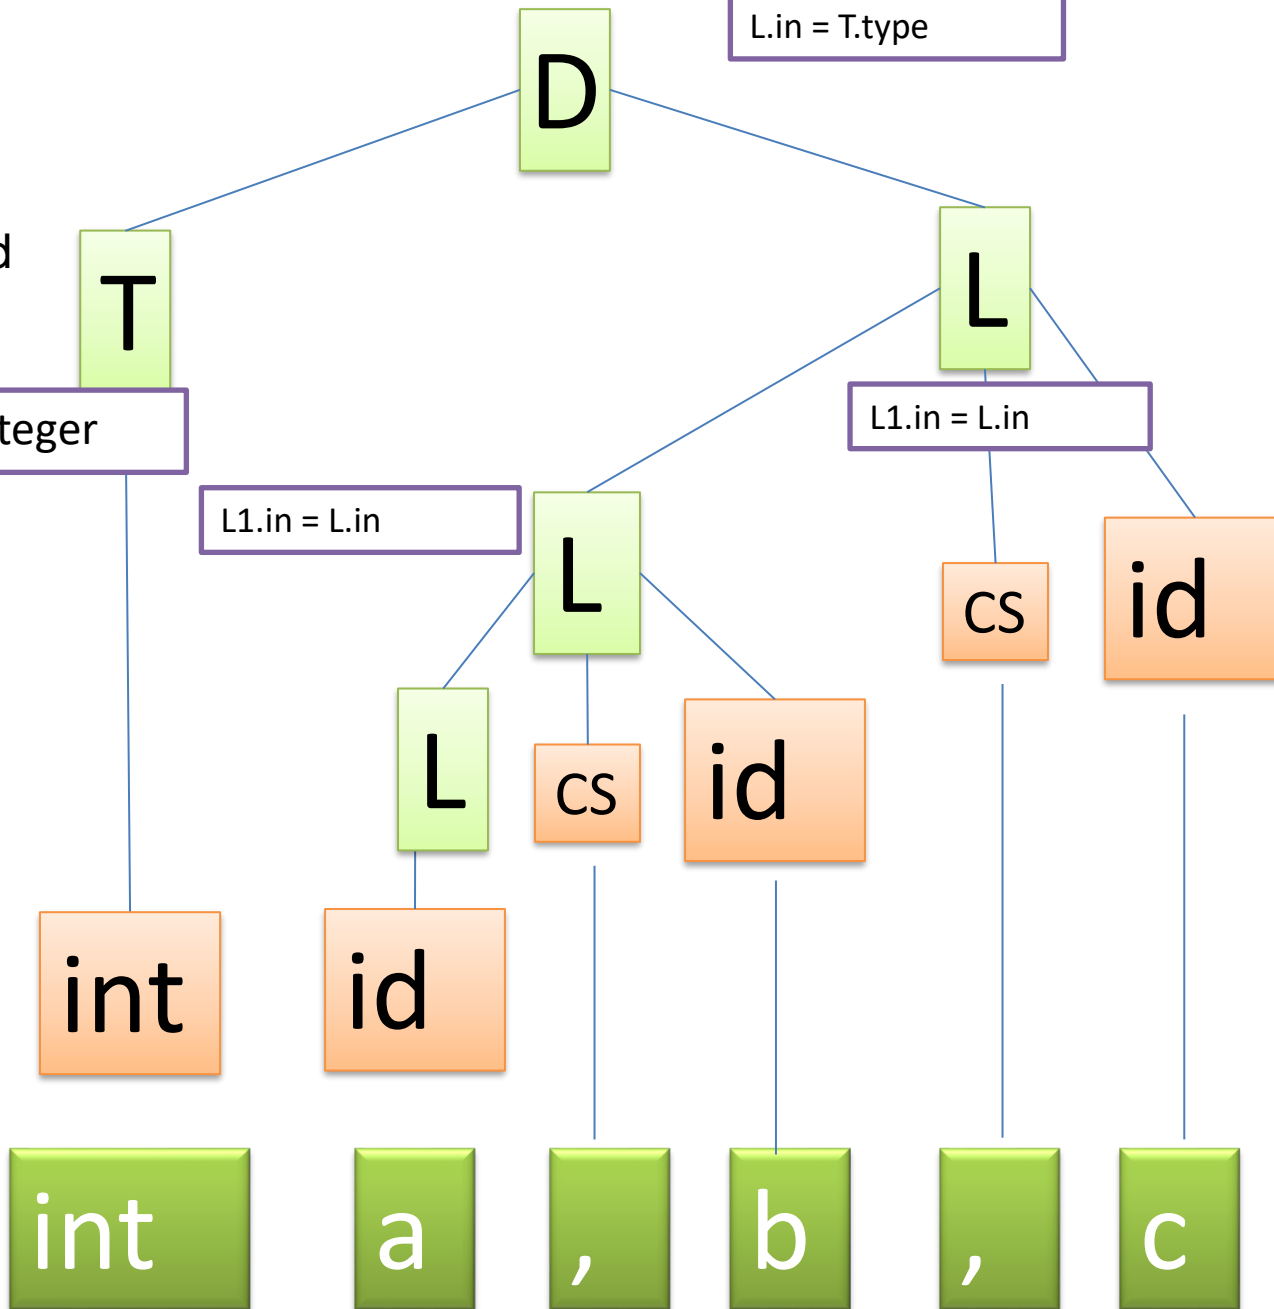 L.in = T.type
D
d
T
L
teger
L1.in = L.in
L1.in = L.in
L
CS
id
L
CS
id
int
id
int a , b , c